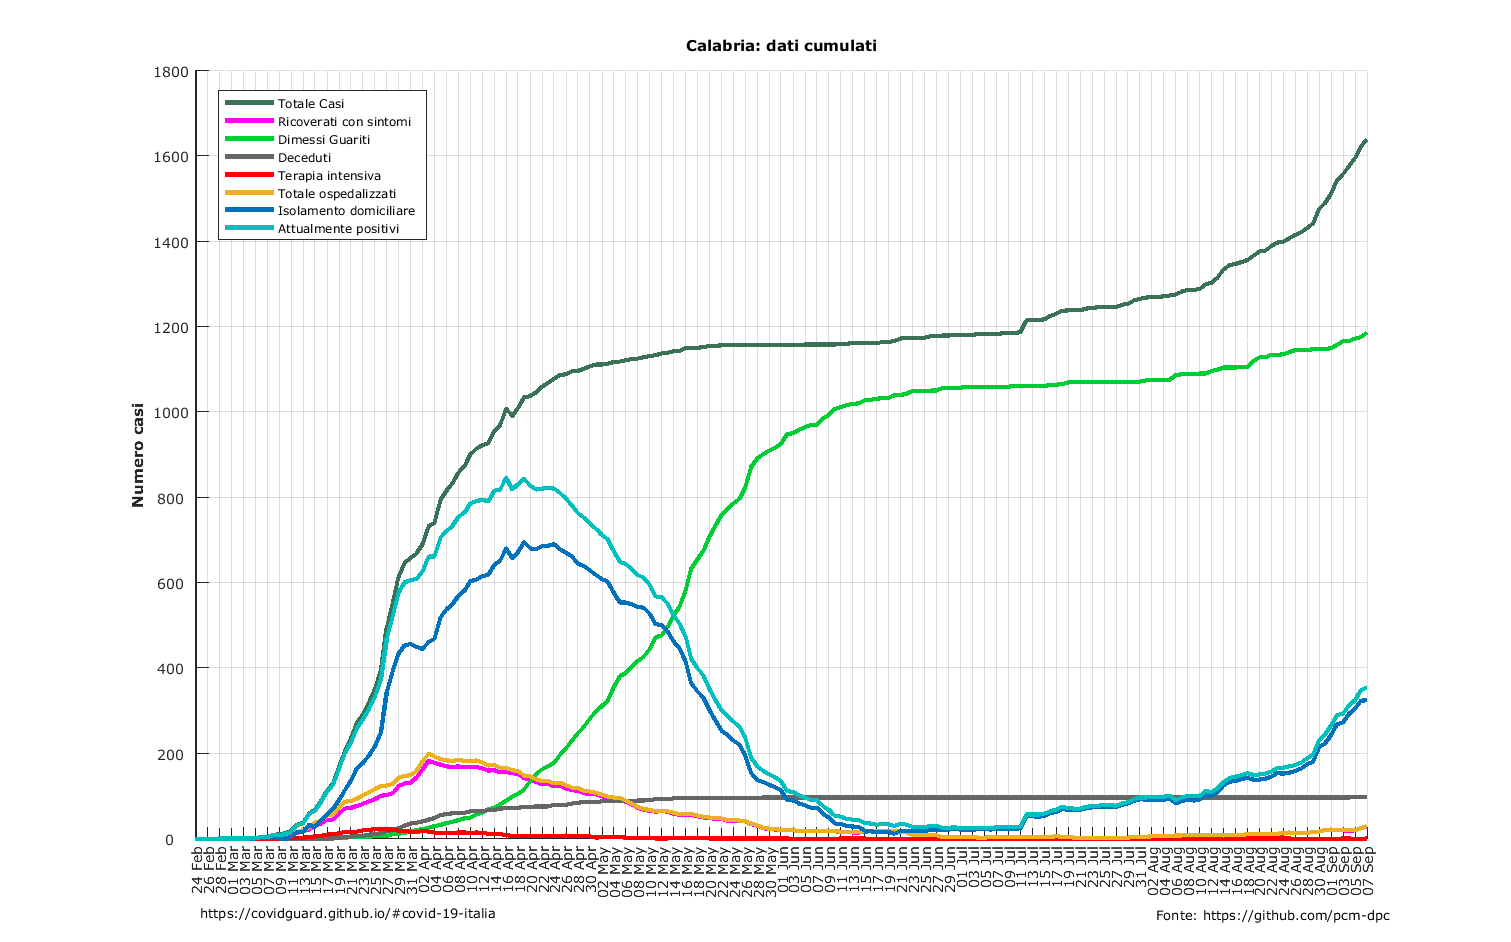 Calabria: dati cumulati
Numero casi
1800
1600
1400
1200
1000
800
600
400
200
0
Totale Casi
Ricoverati con sintomi
Dimessi Guariti
Deceduti
Terapia intensiva
Totale ospedalizzati
Isolamento domiciliare
Attualmente positivi
24 Feb
26 Feb
28 Feb
01 Mar
03 Mar
05 Mar
07 Mar
09 Mar
11 Mar
13 Mar
15 Mar
17 Mar
19 Mar
21 Mar
23 Mar
25 Mar
27 Mar
29 Mar
31 Mar
02 Apr
04 Apr
06 Apr
08 Apr
10 Apr
12 Apr
14 Apr
16 Apr
18 Apr
20 Apr
22 Apr
24 Apr
26 Apr
28 Apr
30 Apr
02 May
04 May
06 May
08 May
10 May
12 May
14 May
16 May
18 May
20 May
22 May
24 May
26 May
28 May
30 May
01 Jun
03 Jun
05 Jun
07 Jun
09 Jun
11 Jun
13 Jun
15 Jun
17 Jun
19 Jun
21 Jun
23 Jun
25 Jun
27 Jun
29 Jun
01 Jul
03 Jul
05 Jul
07 Jul
09 Jul
11 Jul
13 Jul
15 Jul
17 Jul
19 Jul
21 Jul
23 Jul
25 Jul
27 Jul
29 Jul
31 Jul
02 Aug
04 Aug
06 Aug
08 Aug
10 Aug
12 Aug
14 Aug
16 Aug
18 Aug
20 Aug
22 Aug
24 Aug
26 Aug
28 Aug
30 Aug
01 Sep
03 Sep
05 Sep
07 Sep
https://covidguard.github.io/#covid-19-italia
Fonte: https://github.com/pcm-dpc